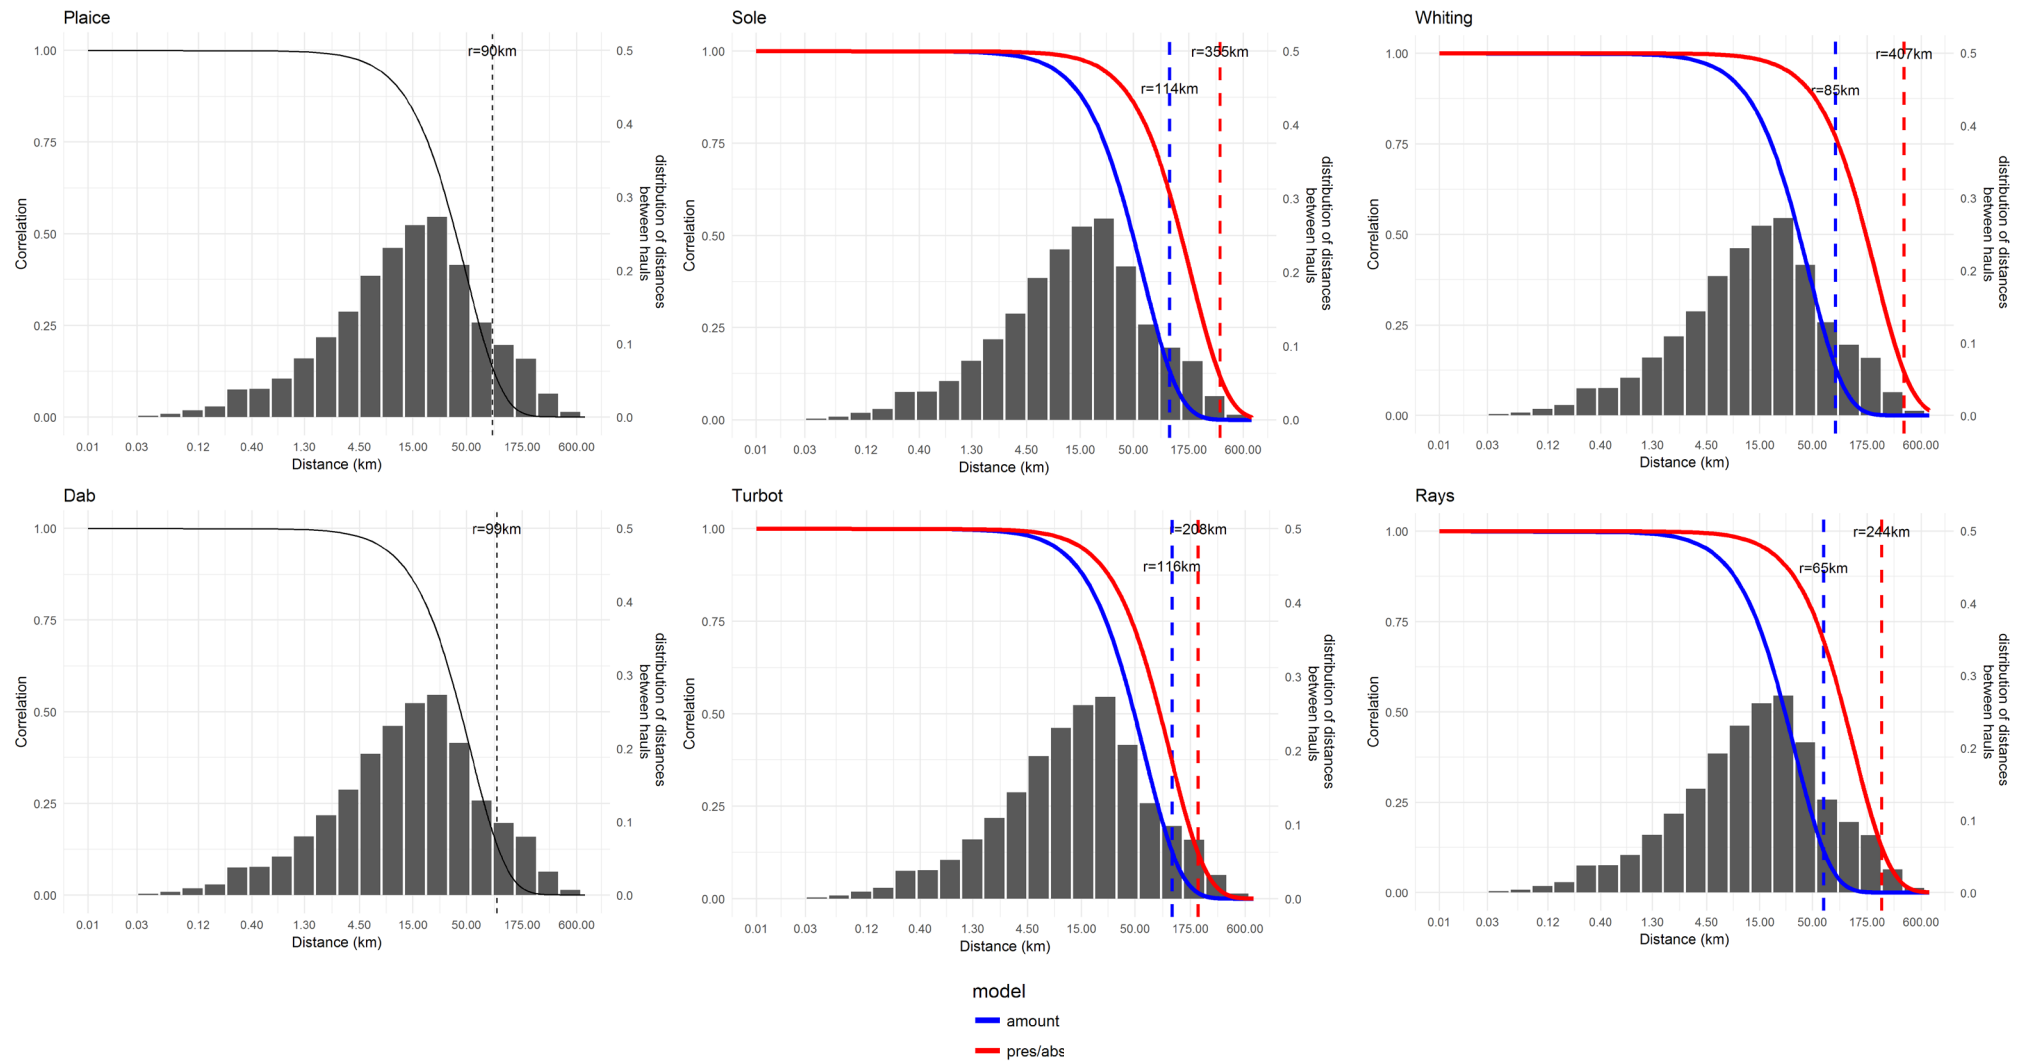 Plaice
1.00
0.75
0.50
0.25
0.00
Correlation
r=90km
0.5
0.4
0.3
0.2
0.1
0.0
distribution of distances
between hauls
0.01 0.03 0.12 0.40 1.30 4.50 15.00 50.00 175.00 600.00
Distance (km)
Sole
1.00
0.75
0.50
0.25
0.00
Correlation
r=355km
r=114km
0.5
0.4
0.3
0.2
0.1
0.0
distribution of distances
between hauls
0.01 0.03 0.12 0.40 1.30 4.50 15.00 50.00 175.00 600.00
Distance (km)
Whiting
1.00
0.75
0.50
0.25
0.00
Correlation
r=407km
r=85km
0.5
0.4
0.3
0.2
0.1
0.0
distribution of distances
between hauls
0.01 0.03 0.12 0.40 1.30 4.50 15.00 50.00 175.00 600.00
Distance (km)
Dab
1.00
0.75
0.50
0.25
0.00
Correlation
r=99km
0.5
0.4
0.3
0.2
0.1
0.0
distribution of distances
between hauls
0.01 0.03 0.12 0.40 1.30 4.50 15.00 50.00 175.00 600.00
Distance (km)
Turbot
1.00
0.75
0.50
0.25
0.00
Correlation
r=208km
r=116km
0.5
0.4
0.3
0.2
0.1
0.0
distribution of distances
between hauls
0.01 0.03 0.12 0.40 1.30 4.50 15.00 50.00 175.00 600.00
Distance (km)
Rays
1.00
0.75
0.50
0.25
0.00
Correlation
r=244km
r=65km
0.5
0.4
0.3
0.2
0.1
0.0
distribution of distances
between hauls
0.01 0.03 0.12 0.40 1.30 4.50 15.00 50.00 175.00 600.00
Distance (km)
model
amount
pres/abs